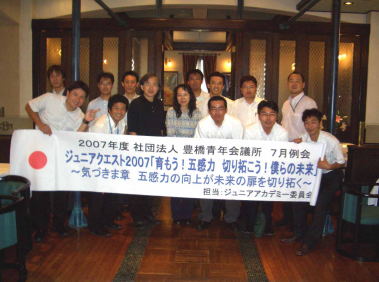 2007年度 社団法人 豊橋青年会議所 7月例会
ジュニアクエスト2007「育もう！五感力 切り拓こう！僕らの未来」
～気づきま章 五感力の向上が未来の扉を切り拓く～
担当：ジュニアアカデミー委員会